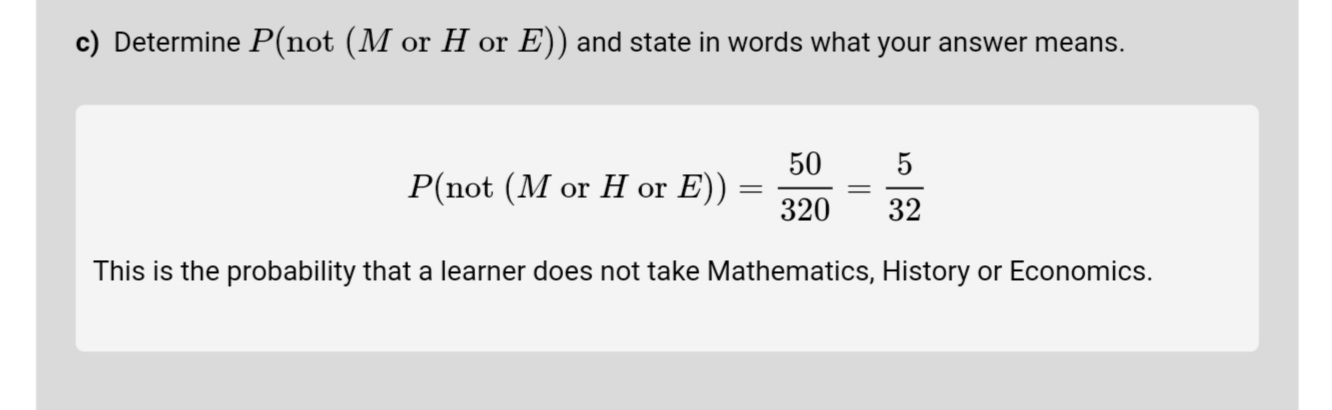 c) Determine P(not (M or H or E)) and state in words what your answer means.
P(not (M or H or E)) = 50/320 = 5/32
This is the probability that a learner does not take Mathematics, History or Economics.